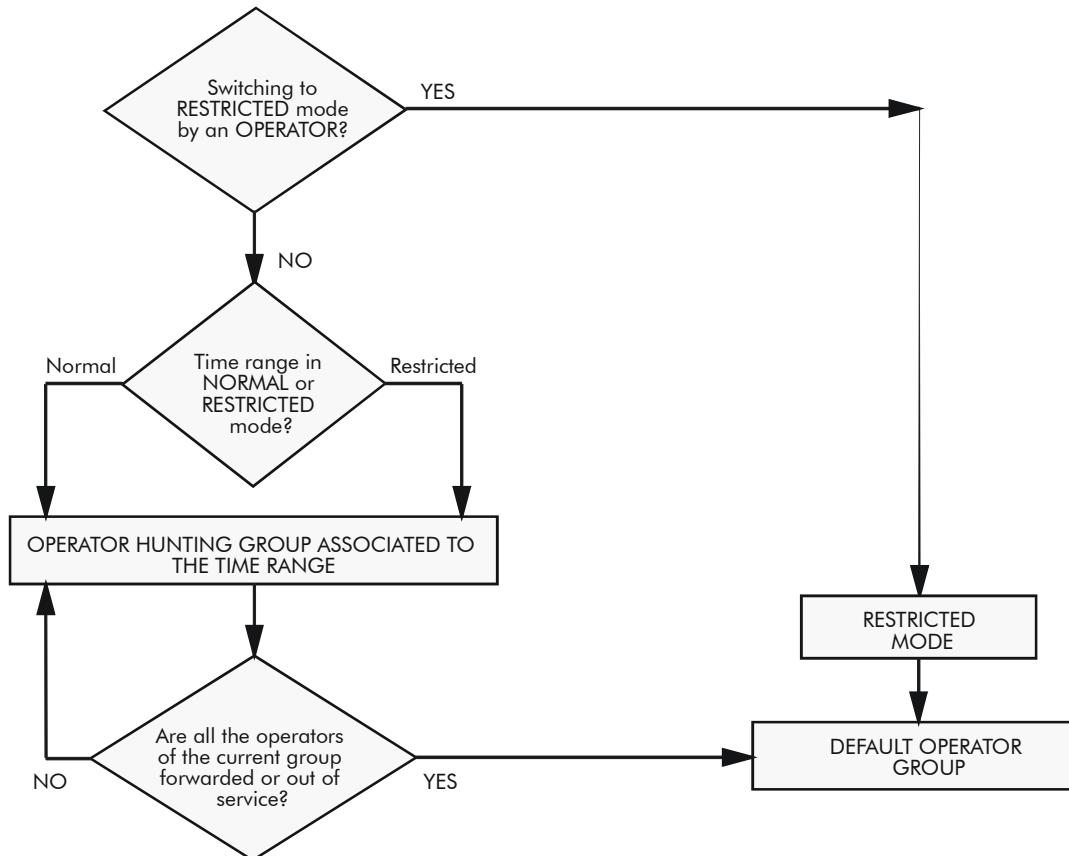 Switching to
RESTRICTED mode
by an OPERATOR?
YES
NO
Normal
Time range in
NORMAL or
RESTRICTED
mode?
Restricted
OPERATOR HUNTING GROUP ASSOCIATED TO
THE TIME RANGE
RESTRICTED
MODE
Are all the operators
of the current group
forwarded or out of
service?
NO
YES
DEFAULT OPERATOR
GROUP